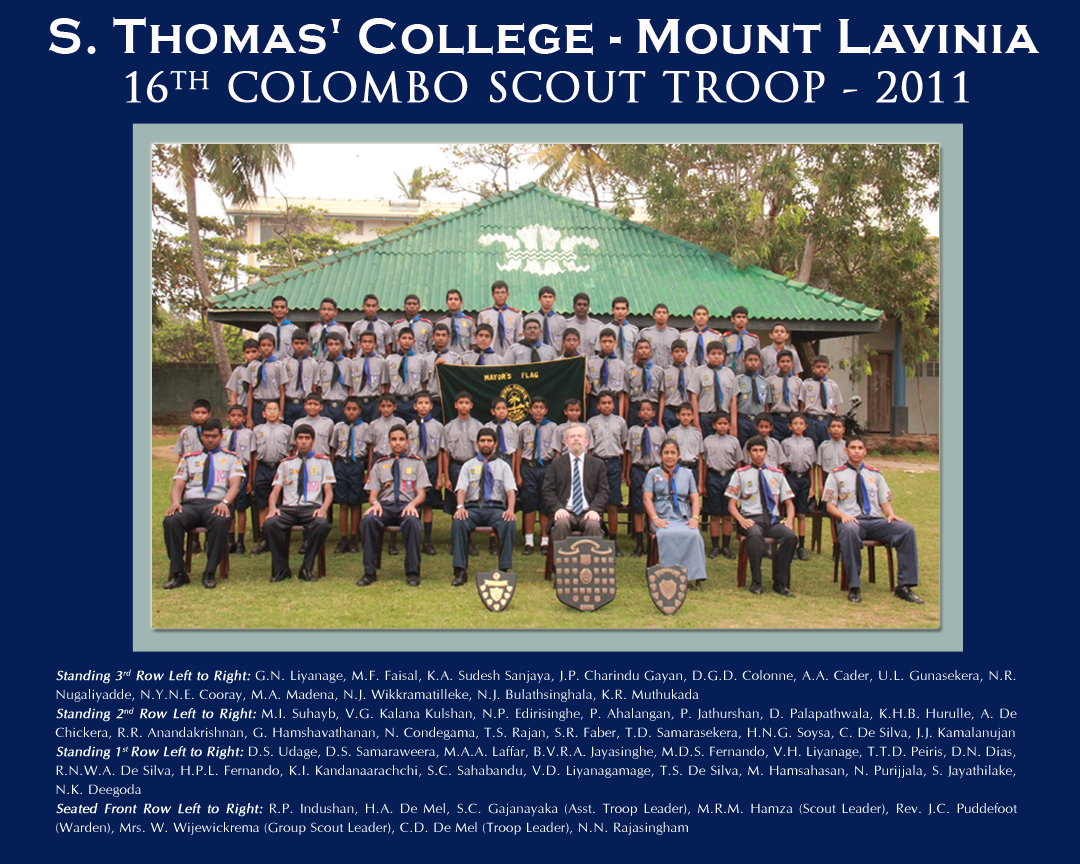 S. THOMAS' COLLEGE - MOUNT LAVINIA
16TH COLOMBO SCOUT TROOP - 2011
MAYOR'S FLAG
Standing 3rd Row Left to Right: G.N. Liyanage, M.F. Faisal, K.A. Sudesh Sanjaya, J.P. Charindu Gayan, D.G.D. Colonne, A.A. Cader, U.L. Gunasekera, N.R.
Nugaliyadde, N.Y.N.E. Cooray, M.A. Madena, N.J. Wikkramatilleke, N.J. Bulathsinghala, K.R. Muthukada
Standing 2nd Row Left to Right: M.I. Suhayb, V.G. Kalana Kulshan, N.P. Edirisinghe, P. Ahalangan, P. Jathurshan, D. Palapathwala, K.H.B. Hurulle, A. De
Chickera, R.R. Anandakrishnan, G. Hamshavathanan, N. Condegama, T.S. Rajan, S.R. Faber, T.D. Samarasekera, H.N.G. Soysa, C. De Silva, J.J. Kamalanujan
Standing 1st Row Left to Right: D.S. Udage, D.S. Samaraweera, M.A.A. Laffar, B.V.R.A. Jayasinghe, M.D.S. Fernando, V.H. Liyanage, T.T.D. Peiris, D.N. Dias,
R.N.W.A. De Silva, H.P.L. Fernando, K.I. Kandanaarachchi, S.C. Sahabandu, V.D. Liyanagamage, T.S. De Silva, M. Hamsahasan, N. Purijjala, S. Jayathilake,
N.K. Deegoda
Seated Front Row Left to Right: R.P. Indushan, H.A. De Mel, S.C. Gajanayaka (Asst. Troop Leader), M.R.M. Hamza (Scout Leader), Rev. J.C. Puddefoot
(Warden), Mrs. W. Wijewickrema (Group Scout Leader), C.D. De Mel (Troop Leader), N.N. Rajasingham